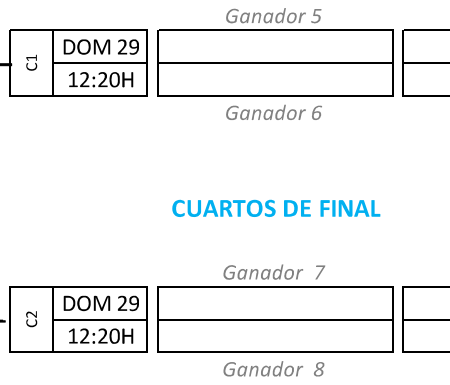 Ganador 5
C1
DOM 29
12:20H
Ganador 6
CUARTOS DE FINAL
Ganador 7
C2
DOM 29
12:20H
Ganador 8